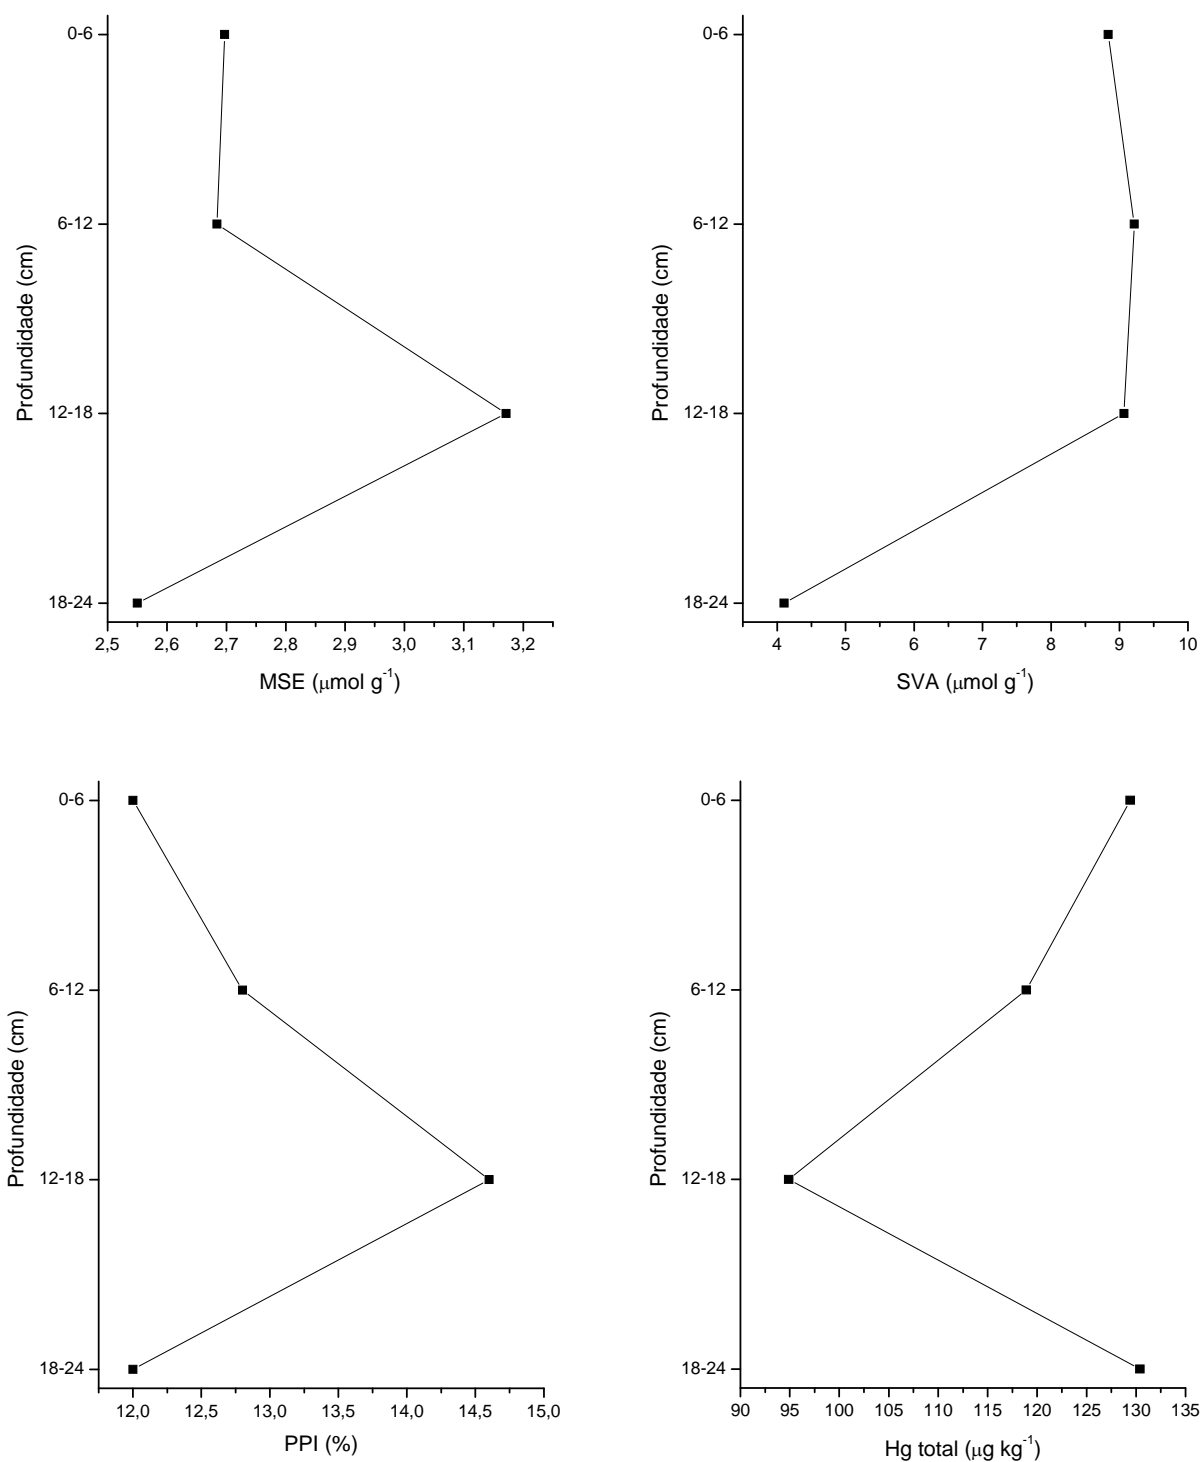 0-6
6-12
12-18
18-24
Profundidade (cm)
2,5 2,6 2,7 2,8 2,9 3,0 3,1 3,2
MSE (μmol g⁻¹)
0-6
6-12
12-18
18-24
Profundidade (cm)
4 5 6 7 8 9 10
SVA (μmol g⁻¹)
0-6
6-12
12-18
18-24
Profundidade (cm)
12,0 12,5 13,0 13,5 14,0 14,5 15,0
PPI (%)
0-6
6-12
12-18
18-24
Profundidade (cm)
90 95 100 105 110 115 120 125 130 135
Hg total (μg kg⁻¹)